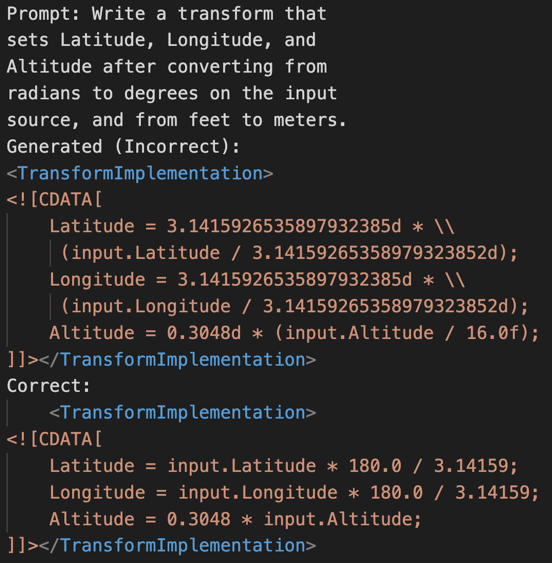 Prompt: Write a transform that
sets Latitude, Longitude, and
Altitude after converting from
radians to degrees on the input
source, and from feet to meters.
Generated (Incorrect):
<TransformImplementation>
<![CDATA[
Latitude = 3.14159265358979323​85d * \\
(input.Latitude / 3.14159265358979323852d);
Longitude = 3.1415926535897932385d * \\
(input.Longitude / 3.14159265358979323852d);
Altitude = 0.3048d * (input.Altitude / 16.0f);
]]></TransformImplementation>
Correct:
<TransformImplementation>
<![CDATA[
Latitude = input.Latitude * 180.0 / 3.14159;
Longitude = input.Longitude * 180.0 / 3.14159;
Altitude = 0.3048 * input.Altitude;
]]></TransformImplementation>